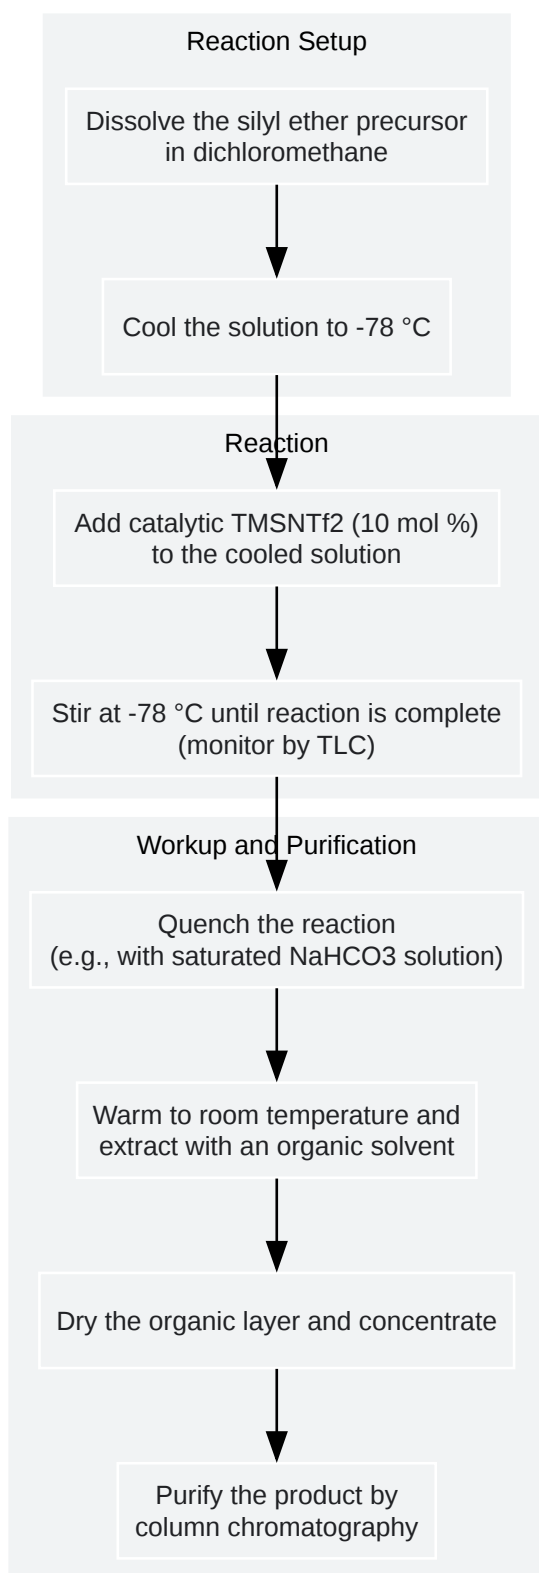 Reaction Setup
Dissolve the silyl ether precursor
in dichloromethane
Cool the solution to -78 °C
Reaction
Add catalytic TMSNTf2 (10 mol %)
to the cooled solution
Stir at -78 °C until reaction is complete
(monitor by TLC)
Workup and Purification
Quench the reaction
(e.g., with saturated NaHCO3 solution)
Warm to room temperature and
extract with an organic solvent
Dry the organic layer and concentrate
Purify the product by
column chromatography